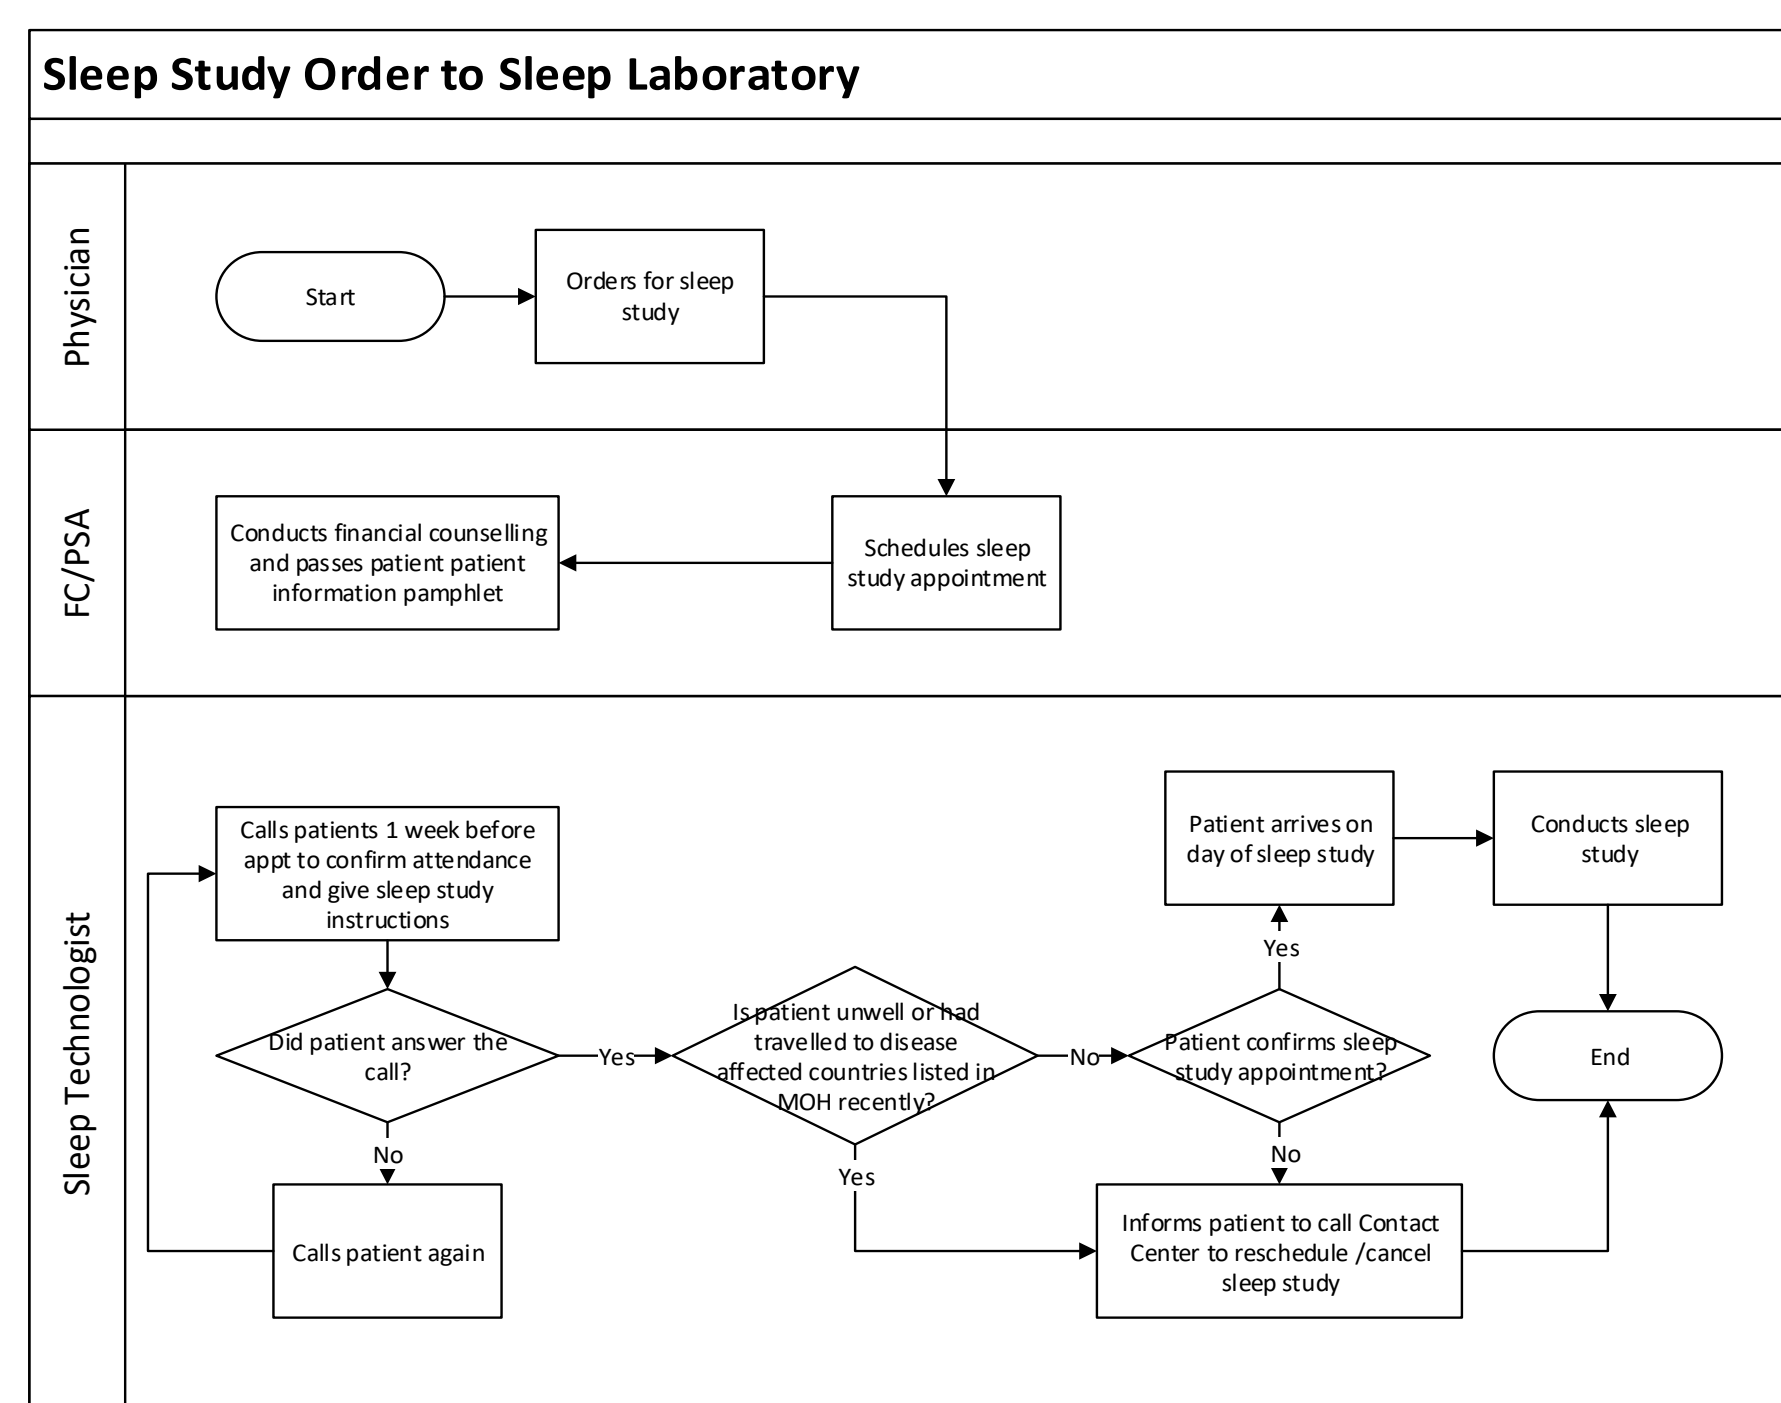 Sleep Study Order to Sleep Laboratory
Physician
Start
Orders for sleep
study
FC/PSA
Conducts financial counselling
and passes patient patient
information pamphlet
Schedules sleep
study appointment
Sleep Technologist
Calls patients 1 week before
appt to confirm attendance
and give sleep study
instructions
Did patient answer the
call?
No
Calls patient again
Yes
Is patient unwell or had
travelled to disease
affected countries listed in
MOH recently?
Yes
No
Patient confirms sleep
study appointment?
Yes
Patient arrives on
day of sleep study
Conducts sleep
study
No
Informs patient to call Contact
Center to reschedule /cancel
sleep study
End